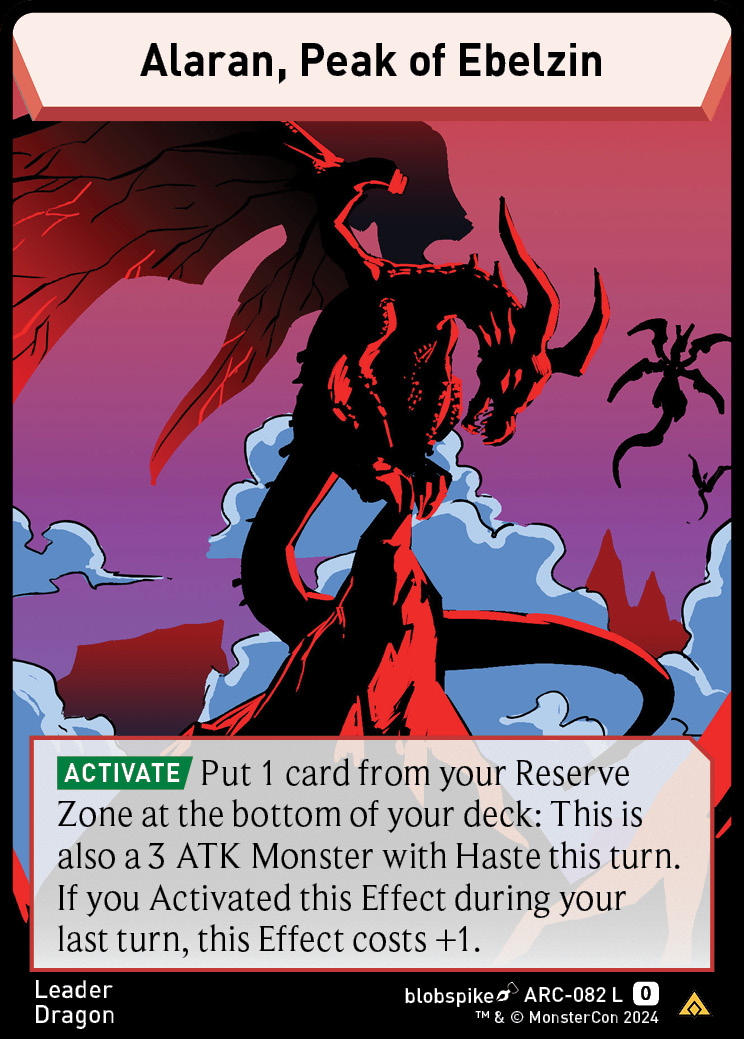 Alaran, Peak of Ebelzin
ACTIVATE Put 1 card from your Reserve
Zone at the bottom of your deck: This is
also a 3 ATK Monster with Haste this turn.
If you Activated this Effect during your
last turn, this Effect costs +1.
Leader
Dragon
blobspike ARC-082 L 0
™ & © MonsterCon 2024